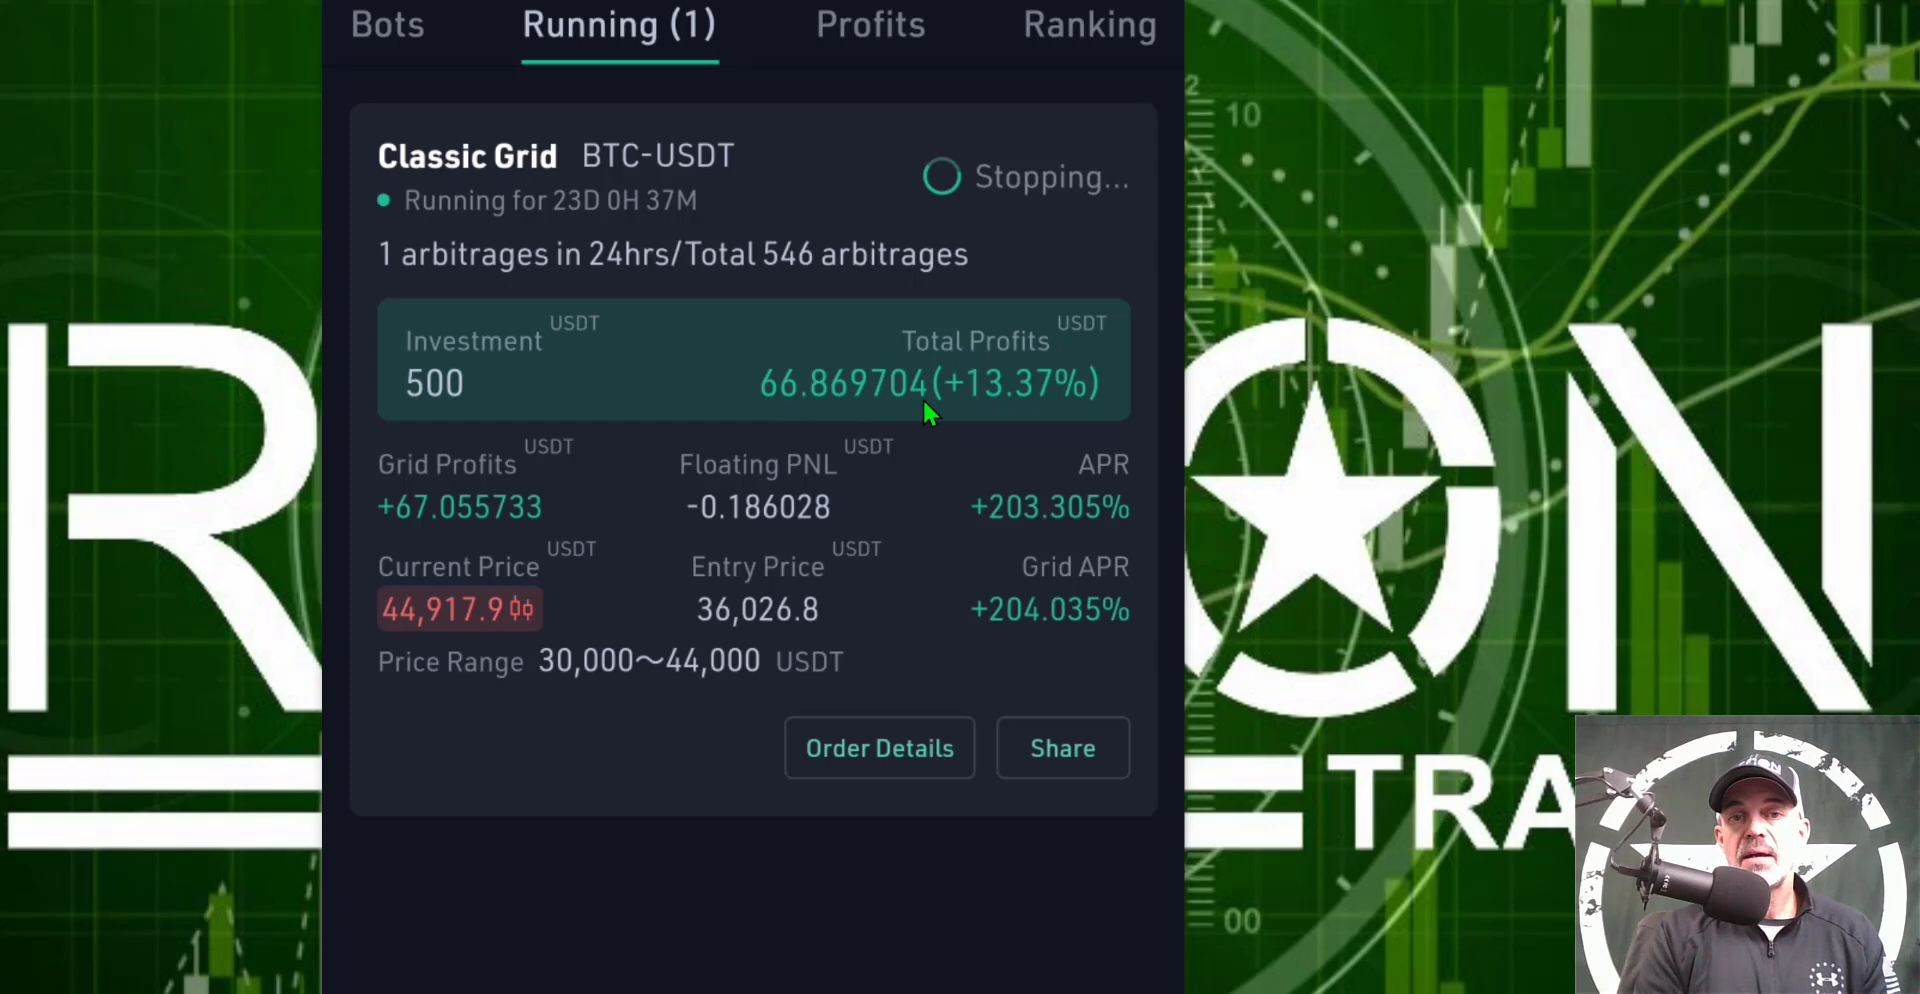 Bots Running (1) Profits Ranking
Classic Grid BTC-USDT
Stopping...
Running for 23D 0H 37M
1 arbitrages in 24hrs/Total 546 arbitrages
Investment USDT Total Profits USDT
500 66.869704(+13.37%)
Grid Profits USDT Floating PNL USDT APR
+67.055733 -0.186028 +203.305%
Current Price USDT Entry Price USDT Grid APR
44,917.9 36,026.8 +204.035%
Price Range 30,000~44,000 USDT
Order Details Share
R ON
TRA
2
10
00